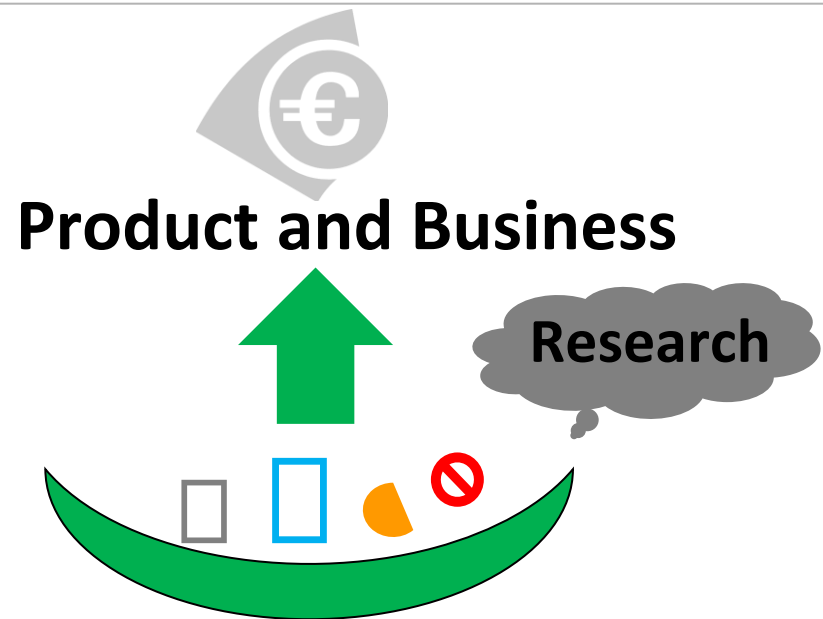 €
Product and Business
Research